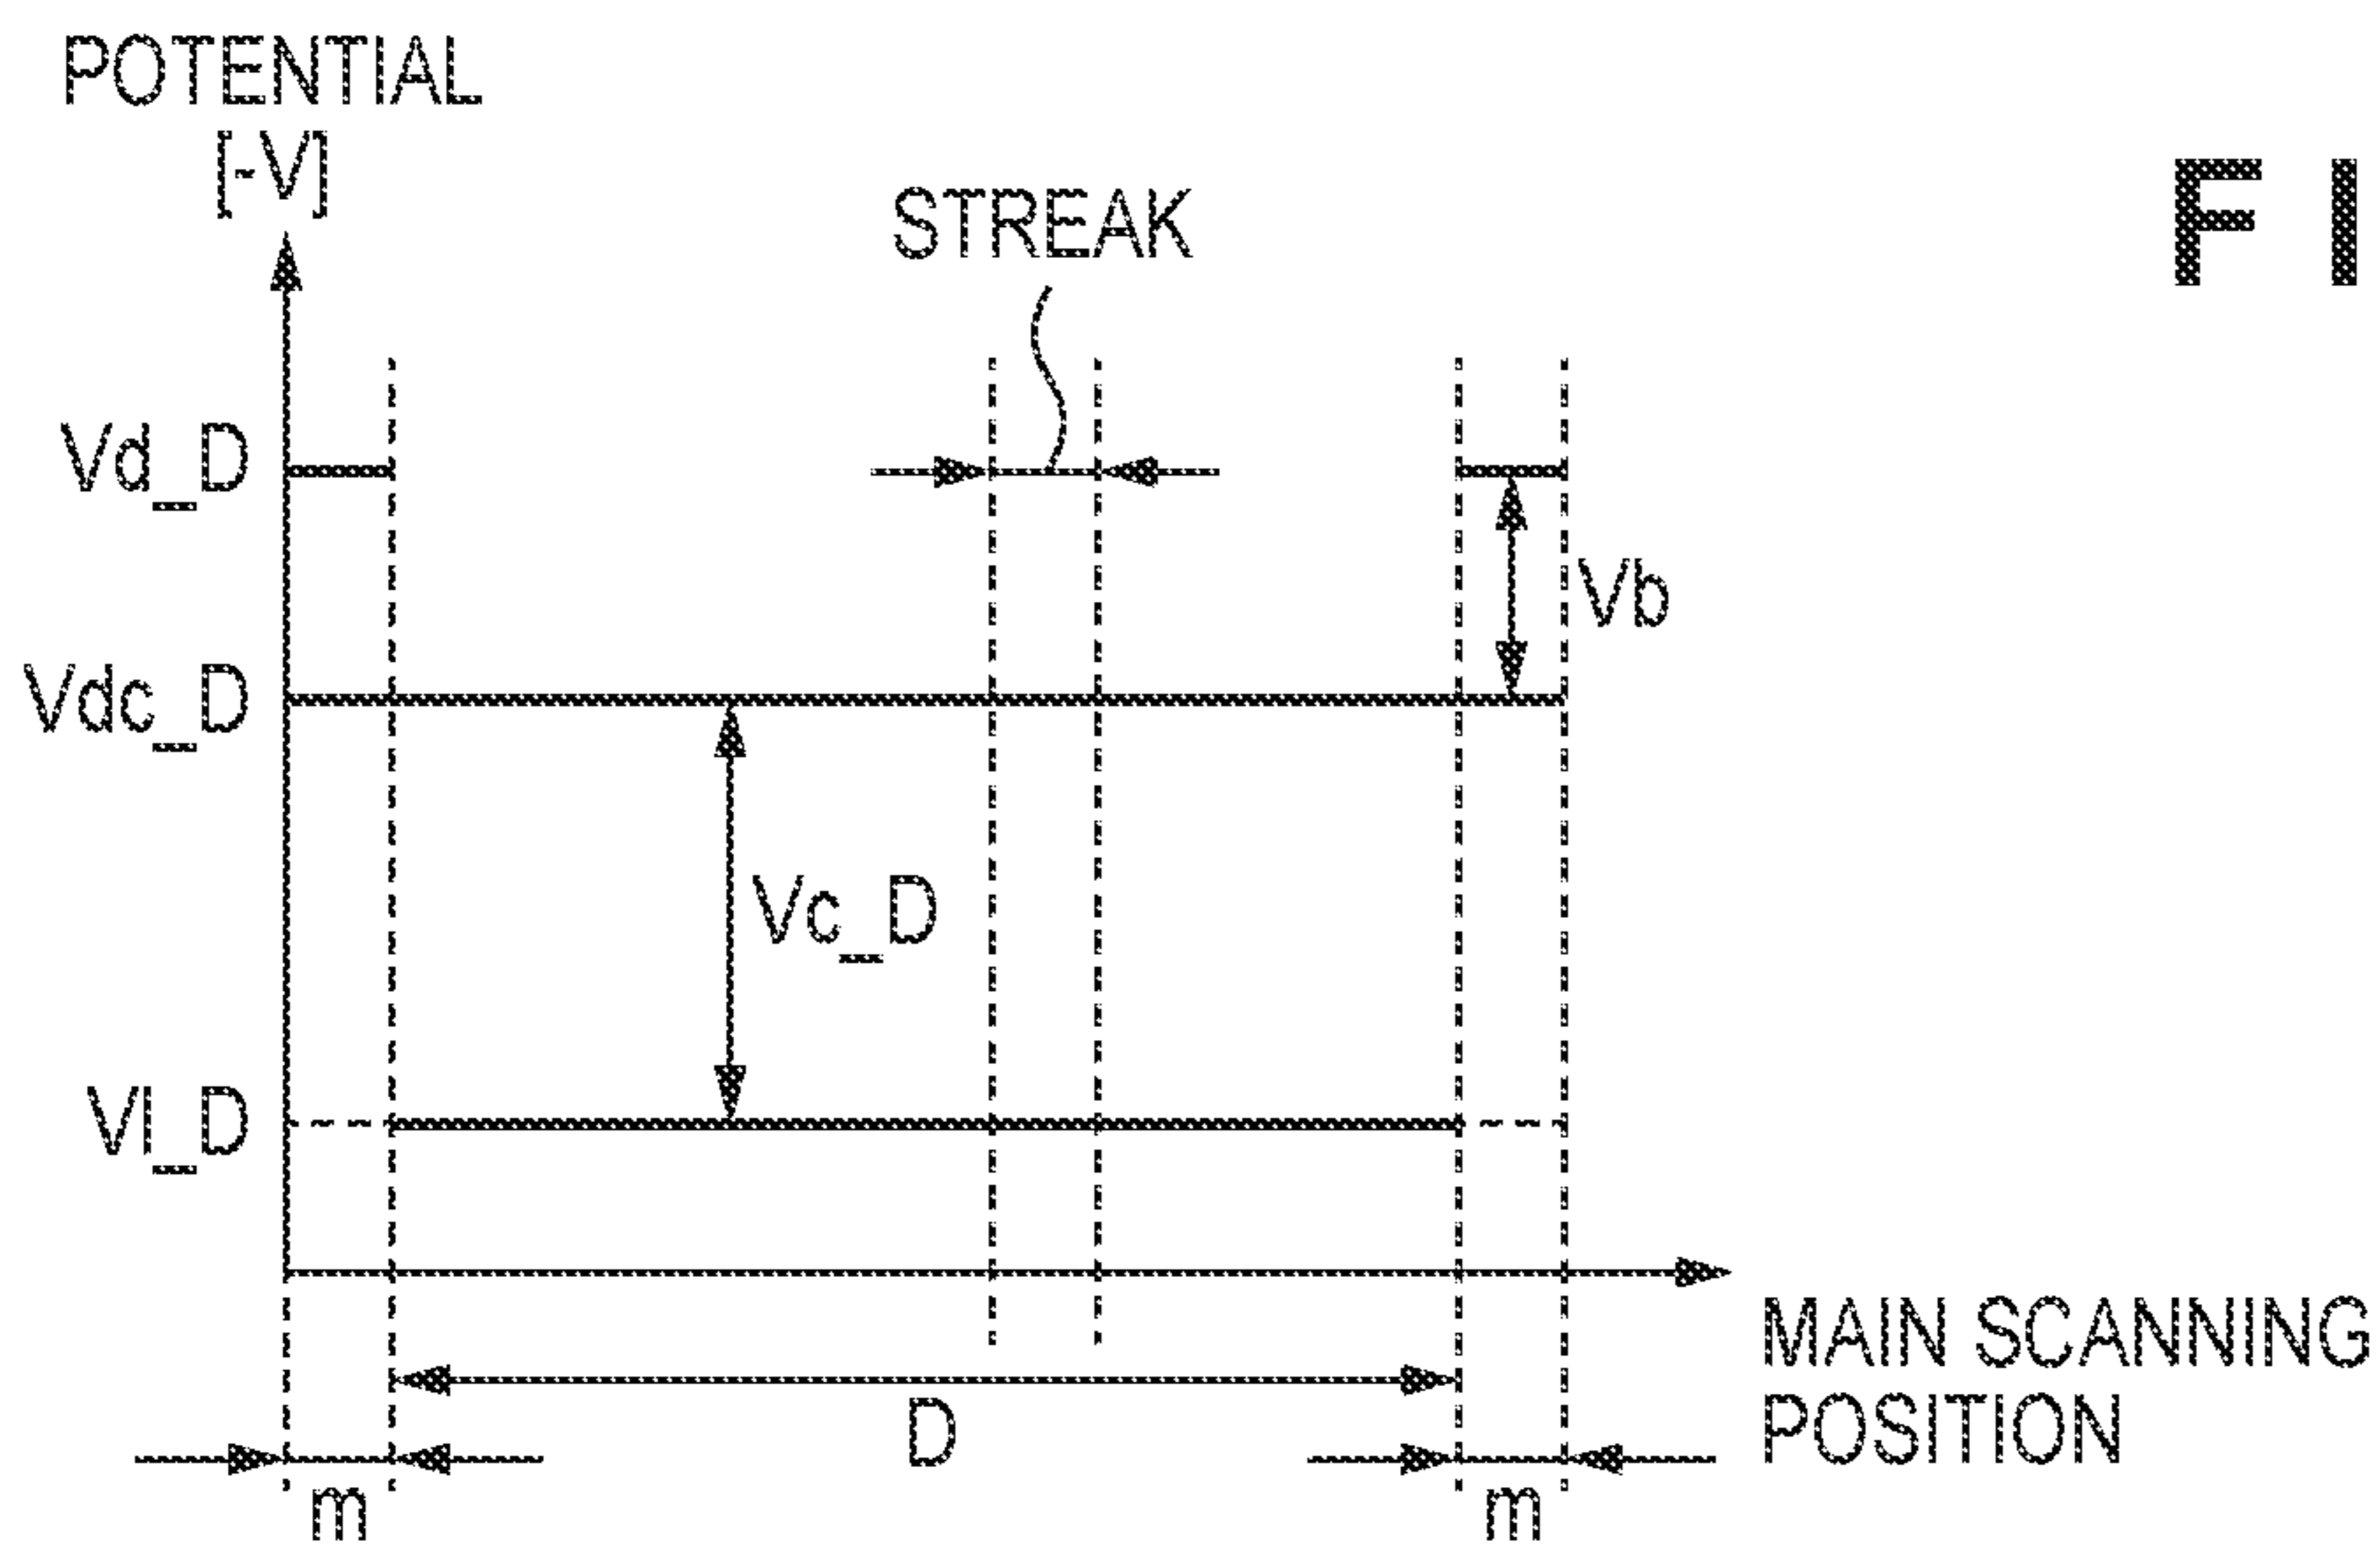 POTENTIAL
[-V]
STREAK
F I
Vd_D
Vb
Vdc_D
Vc_D
Vl_D
MAIN SCANNING
POSITION
D
m
m